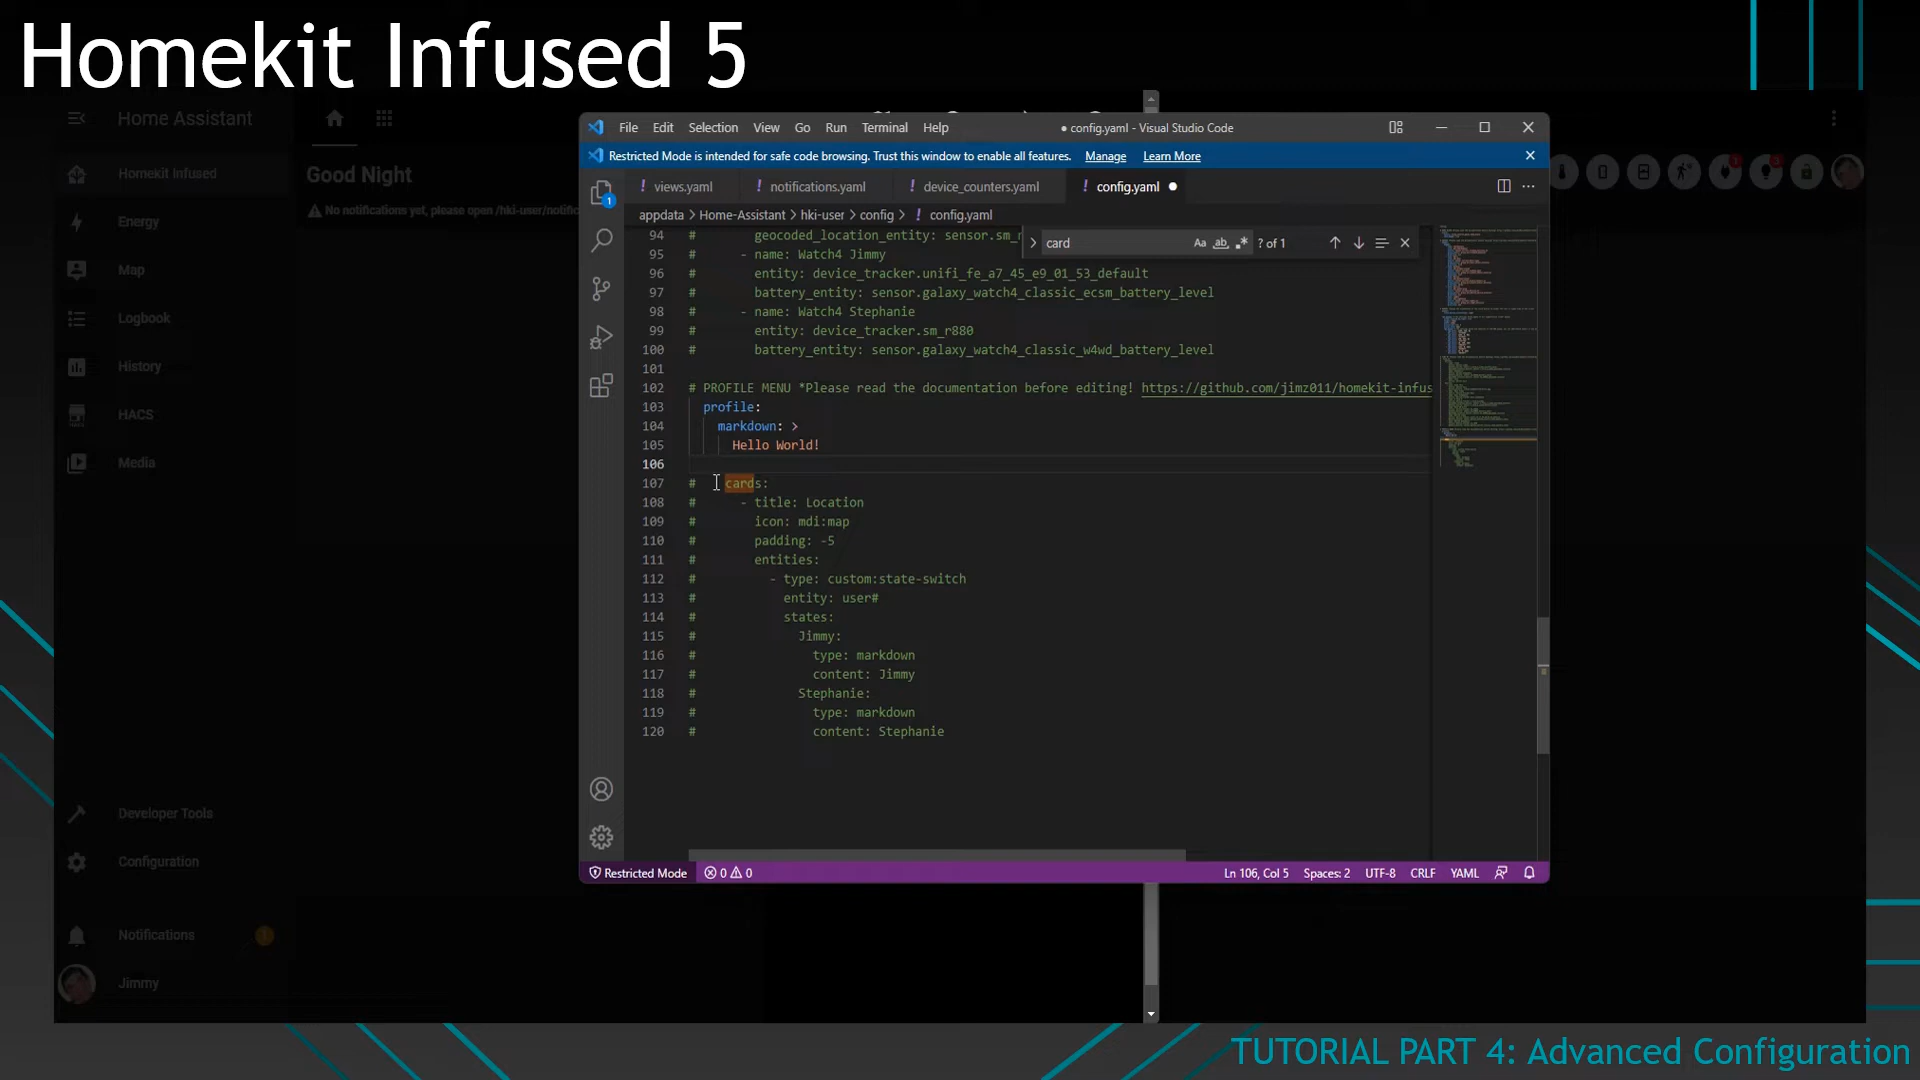 Homekit Infused 5
Home Assistant
Homekit Infused
Energy
Map
Logbook
History
HACS
Media
Developer Tools
Configuration
Notifications
1
Jimmy
Good Night
No notifications yet, please open /hki-user/notific
File Edit Selection View Go Run Terminal Help
● config.yaml - Visual Studio Code
Restricted Mode is intended for safe code browsing. Trust this window to enable all features. Manage Learn More
! views.yaml ! notifications.yaml ! device_counters.yaml ! config.yaml ●
appdata > Home-Assistant > hki-user > config > ! config.yaml
card
Aa ab
? of 1
1
94 # geocoded_location_entity: sensor.sm_
95 # - name: Watch4 Jimmy
96 # entity: device_tracker.unifi_fe_a7_45_e9_01_53_default
97 # battery_entity: sensor.galaxy_watch4_classic_ecsm_battery_level
98 # - name: Watch4 Stephanie
99 # entity: device_tracker.sm_r880
100 # battery_entity: sensor.galaxy_watch4_classic_w4wd_battery_level
101
102 # PROFILE MENU *Please read the documentation before editing! https://github.com/jimz011/homekit-infus
103 profile:
104 markdown: >
105 Hello World!
106
107 # cards:
108 # - title: Location
109 # icon: mdi:map
110 # padding: -5
111 # entities:
112 # - type: custom:state-switch
113 # entity: user#
114 # states:
115 # Jimmy:
116 # type: markdown
117 # content: Jimmy
118 # Stephanie:
119 # type: markdown
120 # content: Stephanie
Restricted Mode 0 0
Ln 106, Col 5 Spaces: 2 UTF-8 CRLF YAML
3
3
TUTORIAL PART 4: Advanced Configuration